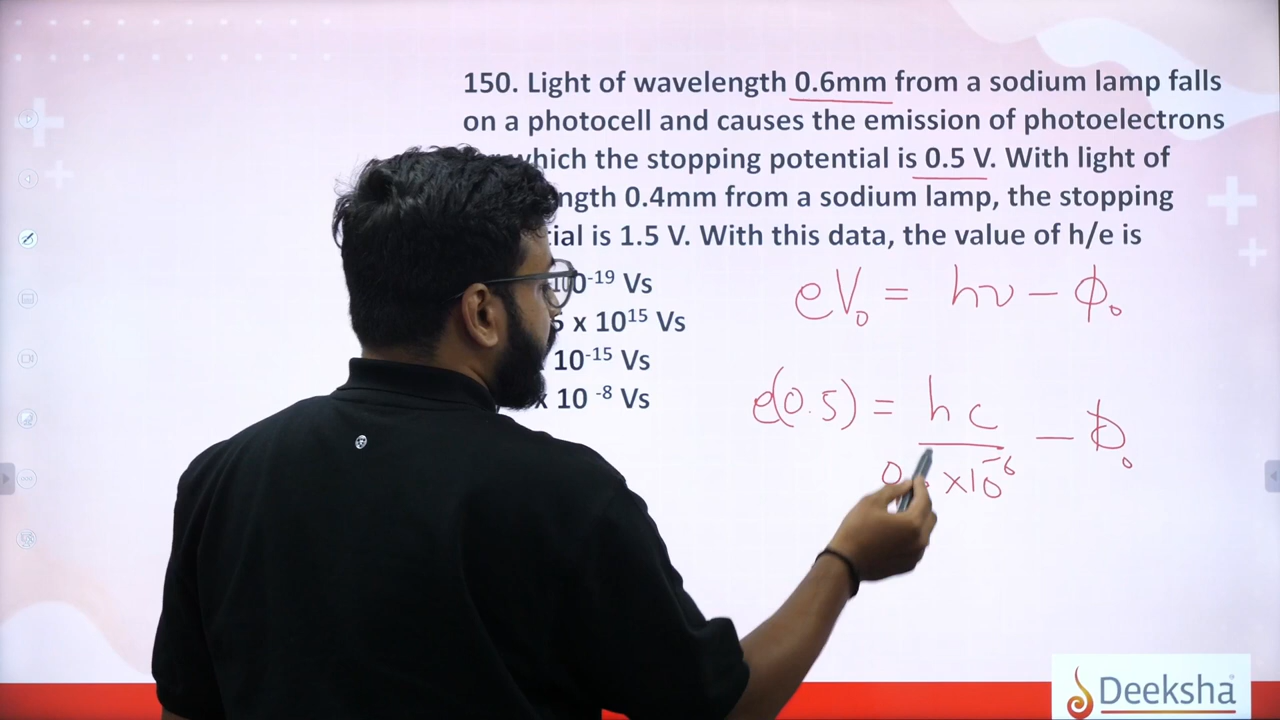 150. Light of wavelength 0.6mm from a sodium lamp falls
on a photocell and causes the emission of photoelectrons
which the stopping potential is 0.5 V. With light of
0.4mm from a sodium lamp, the stopping
is 1.5 V. With this data, the value of h/e is
10-19 Vs
x 1015 Vs
10-15 Vs
x 10 -8 Vs
eV₀ = hν − ϕ₀
e(0.5) = hc
− ϕ₀
×10⁻⁶
Deeksha